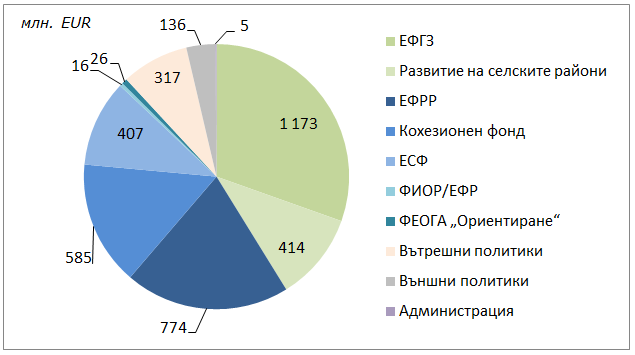 млн. EUR
136
5
26
16
317
1 173
407
414
585
774
ЕФГЗ
Развитие на селските райони
ЕФРР
Кохезионен фонд
ЕСФ
ФИОР/ЕФР
ФЕОГА „Ориентиране“
Вътрешни политики
Външни политики
Администрация